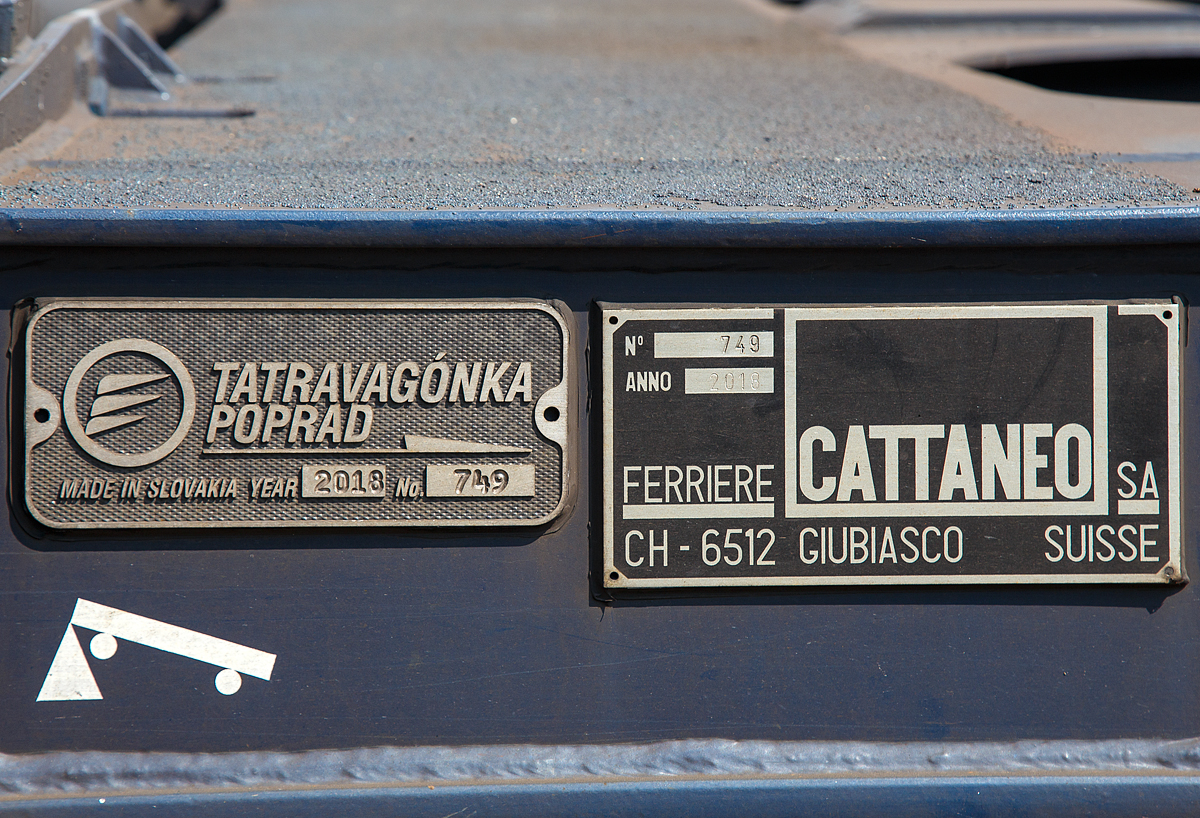 TATRAVAGÓNKA
POPRAD
MADE IN SLOVAKIA YEAR 2018 No. 749
Nº 749
ANNO 2018
FERRIERE CATTANEO SA
CH - 6512 GIUBIASCO SUISSE